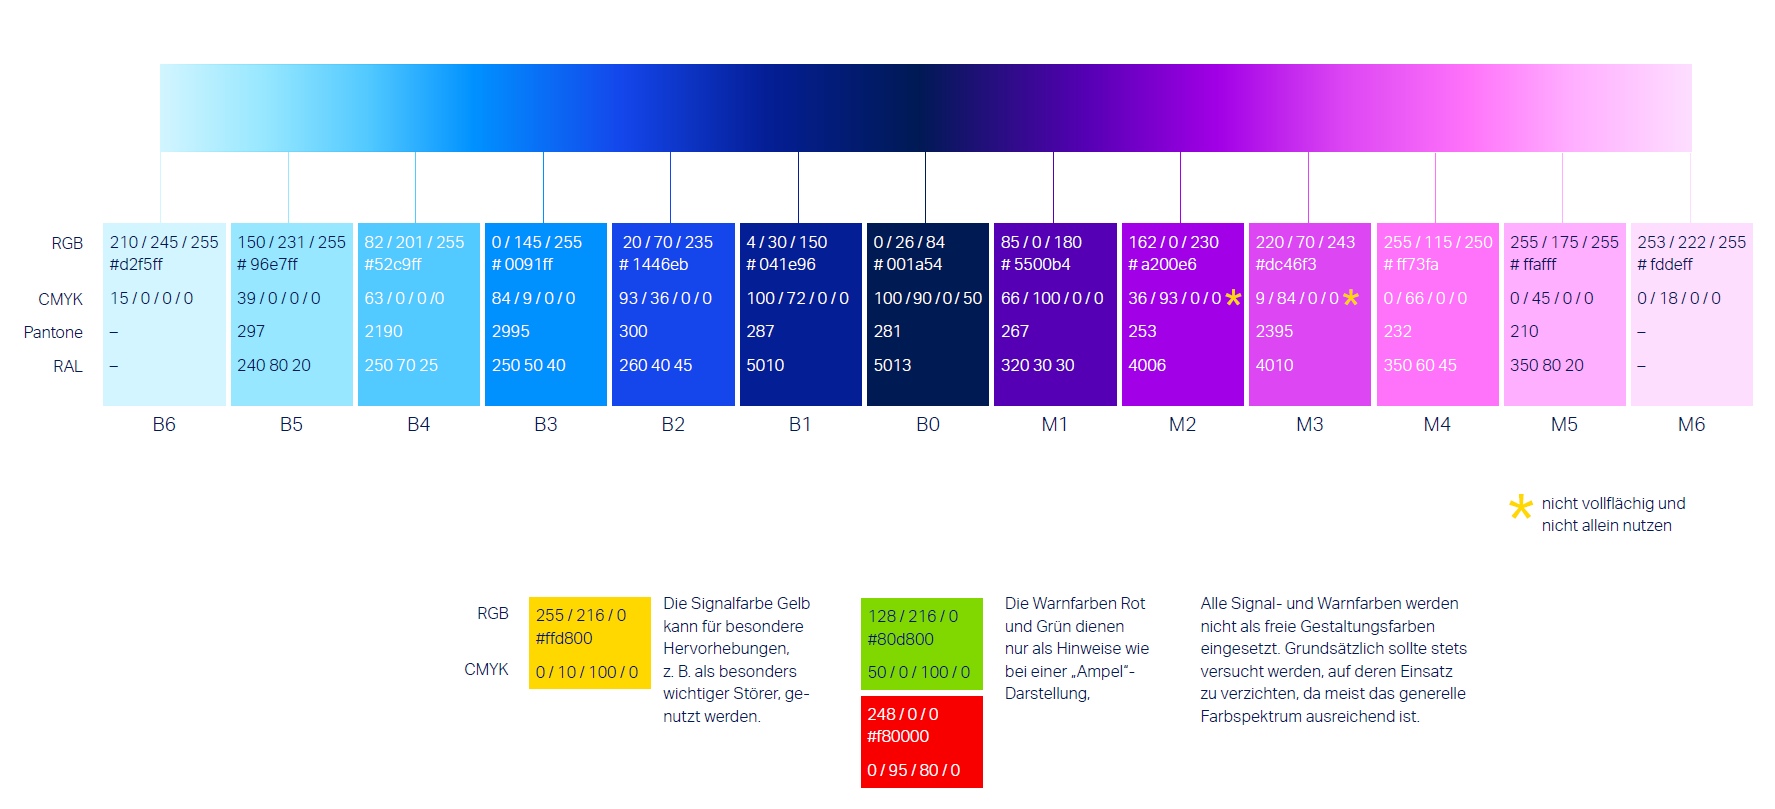 RGB
210 / 245 / 255
#d2f5ff
150 / 231 / 255
# 96e7ff
82 / 201 / 255
#52c9ff
0 / 145 / 255
# 0091ff
20 / 70 / 235
# 1446eb
4 / 30 / 150
# 041e96
0 / 26 / 84
# 001a54
85 / 0 / 180
# 5500b4
162 / 0 / 230
# a200e6
220 / 70 / 243
#dc46f3
255 / 115 / 250
# ff73fa
255 / 175 / 255
# ffafff
253 / 222 / 255
# fddeff
CMYK
15 / 0 / 0 / 0
39 / 0 / 0 / 0
63 / 0 / 0 /0
84 / 9 / 0 / 0
93 / 36 / 0 / 0
100 / 72 / 0 / 0
100 / 90 / 0 / 50
66 / 100 / 0 / 0
36 / 93 / 0 / 0 *
9 / 84 / 0 / 0 *
0 / 66 / 0 / 0
0 / 45 / 0 / 0
0 / 18 / 0 / 0
Pantone
–
297
2190
2995
300
287
281
267
253
2395
232
210
–
RAL
–
240 80 20
250 70 25
250 50 40
260 40 45
5010
5013
320 30 30
4006
4010
350 60 45
350 80 20
–
B6
B5
B4
B3
B2
B1
B0
M1
M2
M3
M4
M5
M6
* nicht vollflächig und
nicht allein nutzen
RGB
255 / 216 / 0
#ffd800
CMYK
0 / 10 / 100 / 0
Die Signalfarbe Gelb
kann für besondere
Hervorhebungen,
z. B. als besonders
wichtiger Störer, ge-
nutzt werden.
128 / 216 / 0
#80d800
50 / 0 / 100 / 0
248 / 0 / 0
#f80000
0 / 95 / 80 / 0
Die Warnfarben Rot
und Grün dienen
nur als Hinweise wie
bei einer „Ampel“-
Darstellung,
Alle Signal- und Warnfarben werden
nicht als freie Gestaltungsfarben
eingesetzt. Grundsätzlich sollte stets
versucht werden, auf deren Einsatz
zu verzichten, da meist das generelle
Farbspektrum ausreichend ist.